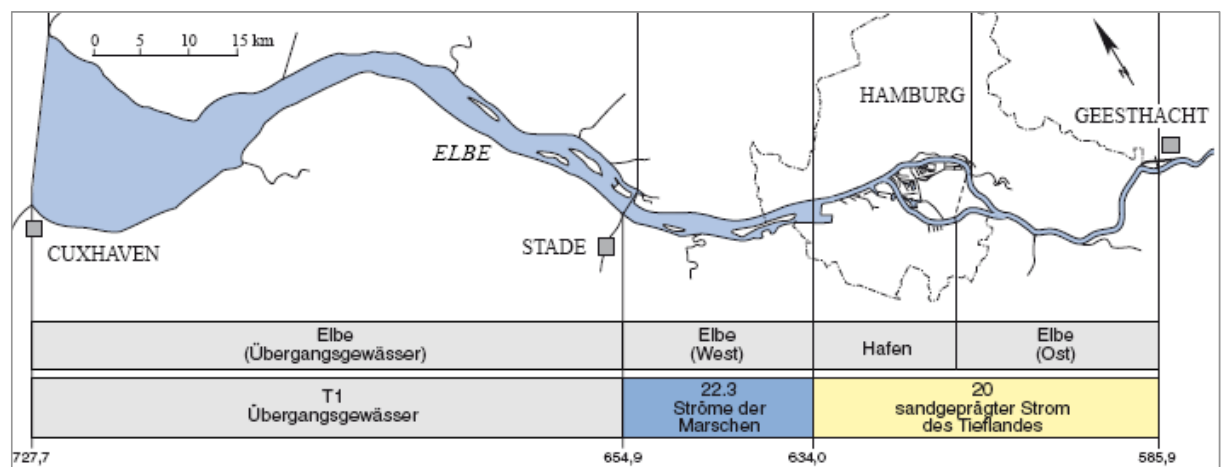 0 5 10 15 km
N
HAMBURG
GEESTHACHT
ELBE
STADE
CUXHAVEN
Elbe
(Übergangsgewässer)
Elbe
(West)
Hafen
Elbe
(Ost)
T1
Übergangsgewässer
22.3
Ströme der
Marschen
20
sandgeprägter Strom
des Tieflandes
727,7
654,9
634,0
585,9